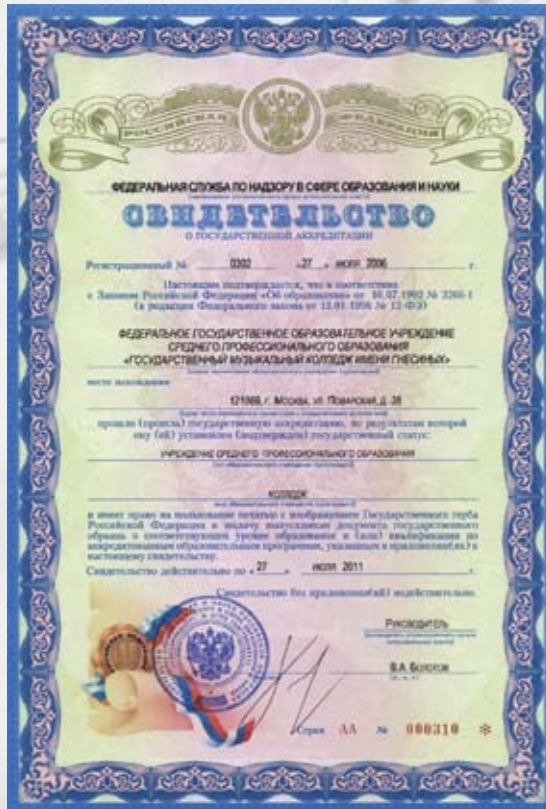 РОССИЙСКАЯ ФЕДЕРАЦИЯ
ФЕДЕРАЛЬНАЯ СЛУЖБА ПО НАДЗОРУ В СФЕРЕ ОБРАЗОВАНИЯ И НАУКИ
СВИДЕТЕЛЬСТВО
О ГОСУДАРСТВЕННОЙ АККРЕДИТАЦИИ
Регистрационный № 0302 «27» июля 2006 г.
Настоящим подтверждается, что в соответствии
с Законом Российской Федерации «Об образовании» от 10.07.1992 № 3266-1
(в редакции Федерального закона от 13.01.1996 № 12-ФЗ)
ФЕДЕРАЛЬНОЕ ГОСУДАРСТВЕННОЕ ОБРАЗОВАТЕЛЬНОЕ УЧРЕЖДЕНИЕ
СРЕДНЕГО ПРОФЕССИОНАЛЬНОГО ОБРАЗОВАНИЯ
«ГОСУДАРСТВЕННЫЙ МУЗЫКАЛЬНЫЙ КОЛЛЕДЖ ИМЕНИ ГНЕСИНЫХ»
место нахождения
121069, г. Москва, ул. Поварская, д. 38
прошло (прошла) государственную аккредитацию, по результатам которой
ему (ей) установлен (подтвержден) государственный статус:
УЧРЕЖДЕНИЕ СРЕДНЕГО ПРОФЕССИОНАЛЬНОГО ОБРАЗОВАНИЯ
КОЛЛЕДЖ
и имеет право на пользование печатью с изображением Государственного герба
Российской Федерации и выдачу выпускникам документа государственного
образца о соответствующем уровне образования и (или) квалификации по
аккредитованным образовательным программам, указанным в приложении(ях) к
настоящему свидетельству.
Свидетельство действительно по «27» июля 2011 г.
Свидетельство без приложения(ий) недействительно.
Руководитель
В.А. Болотов
Серия АА № 000310 *